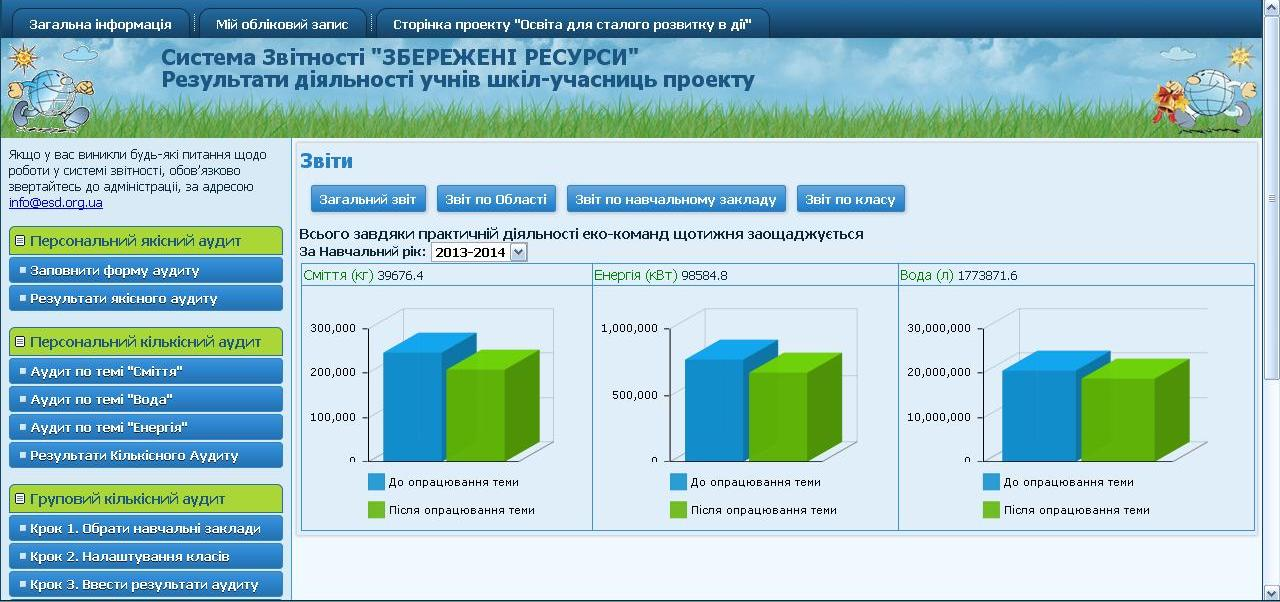 Загальна інформація
Мій обліковий запис
Сторінка проекту "Освіта для сталого розвитку в дії"
Система Звітності "ЗБЕРЕЖЕНІ РЕСУРСИ"
Результати діяльності учнів шкіл-учасниць проекту
Якщо у вас виникли будь-які питання щодо
роботи у системі звітності, обов'язково
звертайтесь до адміністрації, за адресою
info@esd.org.ua
Персональний якісний аудит
Заповнити форму аудиту
Результати якісного аудиту
Персональний кількісний аудит
Аудит по темі "Сміття"
Аудит по темі "Вода"
Аудит по темі "Енергія"
Результати Кількісного Аудиту
Груповий кількісний аудит
Крок 1. Обрати навчальні заклади
Крок 2. Налаштування класів
Крок 3. Ввести результати аудиту
Звіти
Загальний звіт
Звіт по Області
Звіт по навчальному закладу
Звіт по класу
Всього завдяки практичній діяльності еко-команд щотижня заощаджується
За Навчальний рік: 2013-2014
Сміття (кг) 39676.4
300,000
200,000
100,000
0
До опрацювання теми
Після опрацювання теми
Енергія (кВт) 98584.8
1,000,000
500,000
0
До опрацювання теми
Після опрацювання теми
Вода (л) 1773871.6
30,000,000
20,000,000
10,000,000
0
До опрацювання теми
Після опрацювання теми